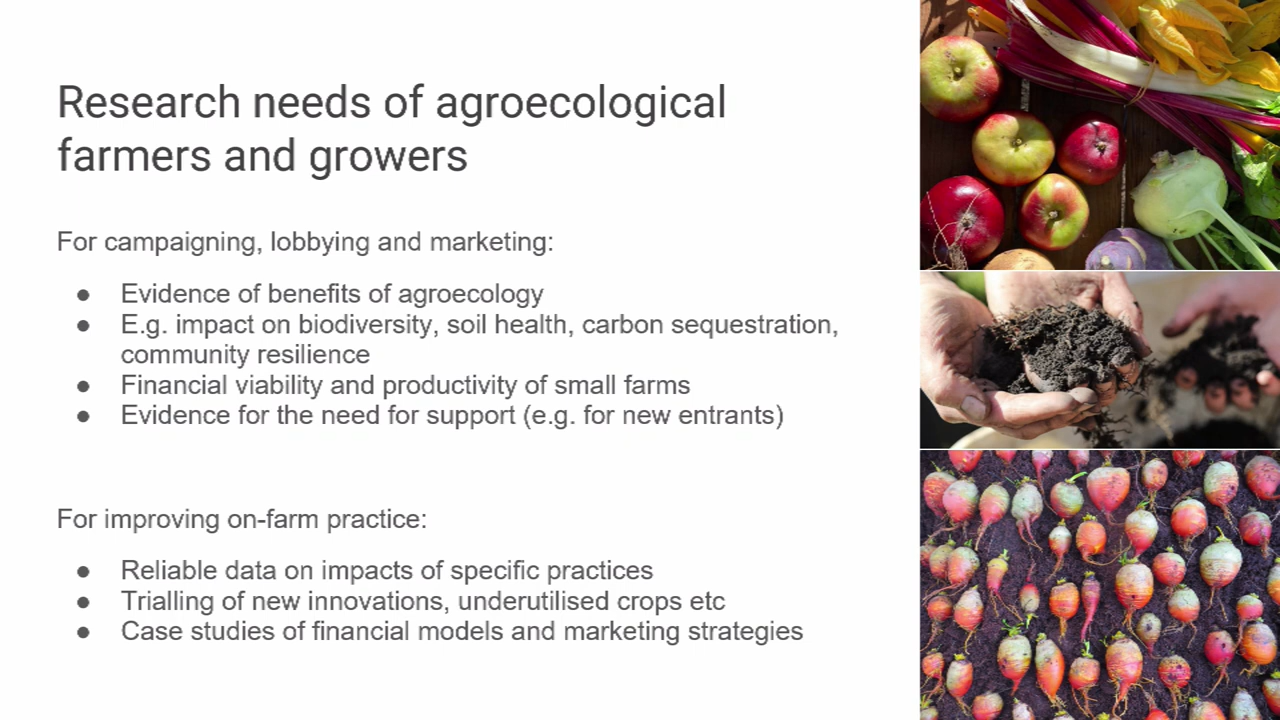 Research needs of agroecological
farmers and growers
For campaigning, lobbying and marketing:
● Evidence of benefits of agroecology
● E.g. impact on biodiversity, soil health, carbon sequestration,
community resilience
● Financial viability and productivity of small farms
● Evidence for the need for support (e.g. for new entrants)
For improving on-farm practice:
● Reliable data on impacts of specific practices
● Trialling of new innovations, underutilised crops etc
● Case studies of financial models and marketing strategies